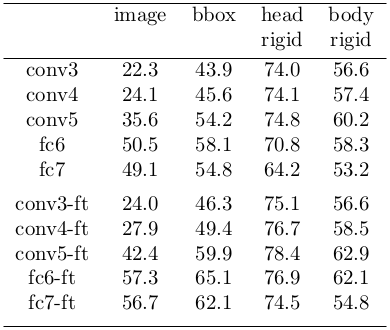 image bbox head body
rigid rigid
conv3 22.3 43.9 74.0 56.6
conv4 24.1 45.6 74.1 57.4
conv5 35.6 54.2 74.8 60.2
fc6 50.5 58.1 70.8 58.3
fc7 49.1 54.8 64.2 53.2
conv3-ft 24.0 46.3 75.1 56.6
conv4-ft 27.9 49.4 76.7 58.5
conv5-ft 42.4 59.9 78.4 62.9
fc6-ft 57.3 65.1 76.9 62.1
fc7-ft 56.7 62.1 74.5 54.8